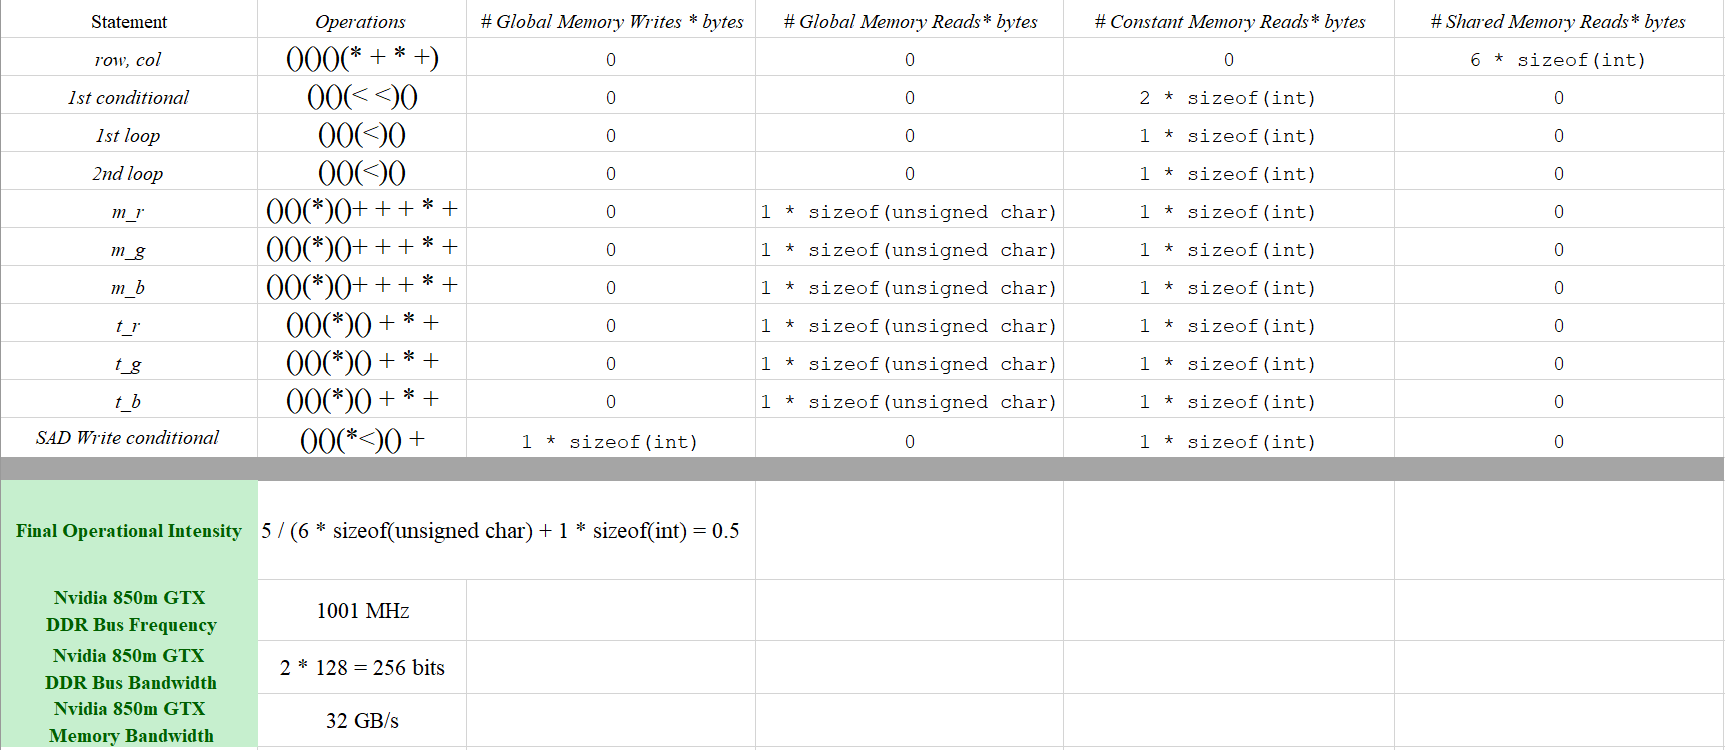 Statement Operations # Global Memory Writes * bytes # Global Memory Reads* bytes # Constant Memory Reads* bytes # Shared Memory Reads* bytes
row, col ()()()(* + * +) 0 0 0 6 * sizeof(int)
1st conditional ()()(< <)() 0 0 2 * sizeof(int) 0
1st loop ()()(<)() 0 0 1 * sizeof(int) 0
2nd loop ()()(<)() 0 0 1 * sizeof(int) 0
m_r ()()(*)()+ + + * + 0 1 * sizeof(unsigned char) 1 * sizeof(int) 0
m_g ()()(*)()+ + + * + 0 1 * sizeof(unsigned char) 1 * sizeof(int) 0
m_b ()()(*)()+ + + * + 0 1 * sizeof(unsigned char) 1 * sizeof(int) 0
t_r ()()(*)() + * + 0 1 * sizeof(unsigned char) 1 * sizeof(int) 0
t_g ()()(*)() + * + 0 1 * sizeof(unsigned char) 1 * sizeof(int) 0
t_b ()()(*)() + * + 0 1 * sizeof(unsigned char) 1 * sizeof(int) 0
SAD Write conditional ()()(*<)() + 1 * sizeof(int) 0 1 * sizeof(int) 0
Final Operational Intensity 5 / (6 * sizeof(unsigned char) + 1 * sizeof(int) = 0.5
Nvidia 850m GTX
DDR Bus Frequency
1001 MHz
Nvidia 850m GTX
DDR Bus Bandwidth
2 * 128 = 256 bits
Nvidia 850m GTX
Memory Bandwidth
32 GB/s